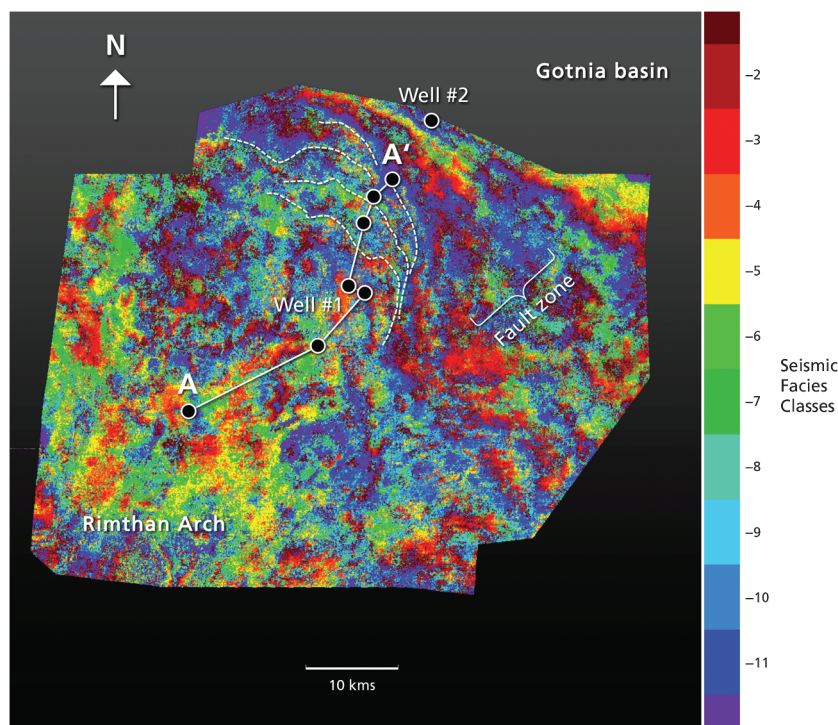 N
Gotnia basin
Well #2
A'
Well #1
Fault zone
A
Rimthan Arch
10 kms
–2
–3
–4
–5
–6
–7
–8
–9
–10
–11
Seismic
Facies
Classes